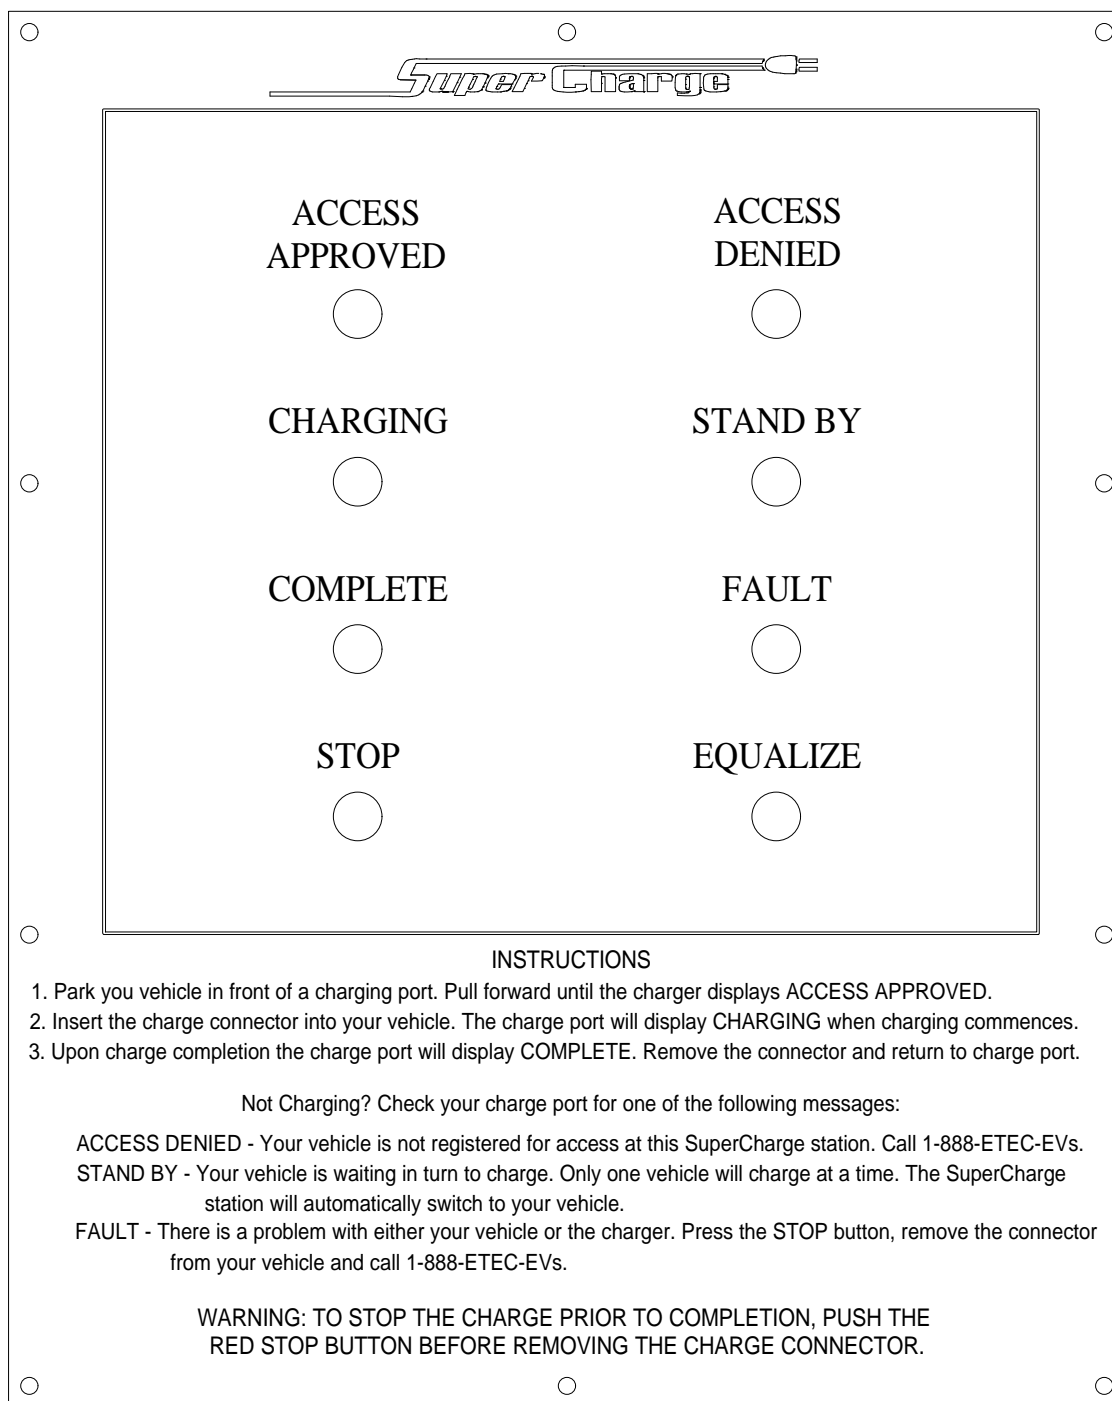 Super Charge
ACCESS
APPROVED
ACCESS
DENIED
CHARGING
STAND BY
COMPLETE
FAULT
STOP
EQUALIZE
INSTRUCTIONS
1. Park you vehicle in front of a charging port. Pull forward until the charger displays ACCESS APPROVED.
2. Insert the charge connector into your vehicle. The charge port will display CHARGING when charging commences.
3. Upon charge completion the charge port will display COMPLETE. Remove the connector and return to charge port.
Not Charging? Check your charge port for one of the following messages:
ACCESS DENIED - Your vehicle is not registered for access at this SuperCharge station. Call 1-888-ETEC-EVs.
STAND BY - Your vehicle is waiting in turn to charge. Only one vehicle will charge at a time. The SuperCharge
station will automatically switch to your vehicle.
FAULT - There is a problem with either your vehicle or the charger. Press the STOP button, remove the connector
from your vehicle and call 1-888-ETEC-EVs.
WARNING: TO STOP THE CHARGE PRIOR TO COMPLETION, PUSH THE
RED STOP BUTTON BEFORE REMOVING THE CHARGE CONNECTOR.